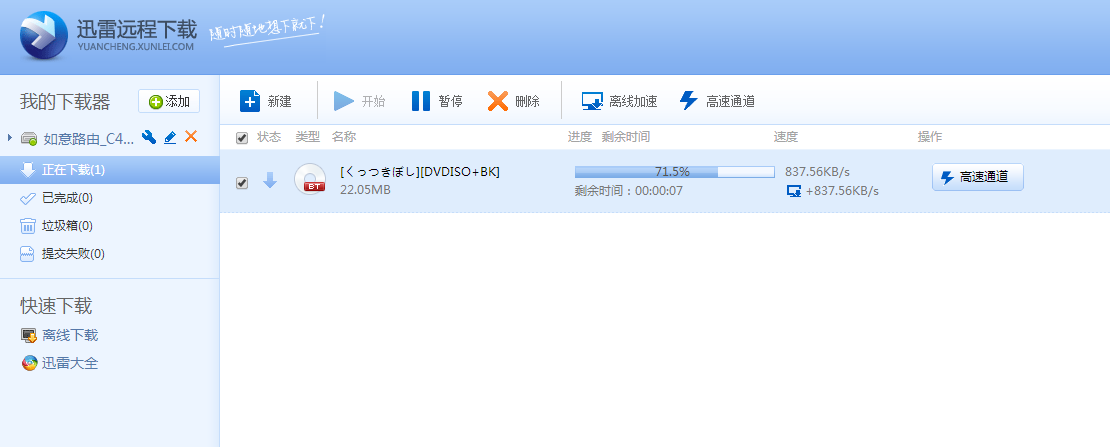 迅雷远程下载
YUANCHENG.XUNLEI.COM
随时随地想下就下!
我的下载器
添加
如意路由_C4...
正在下载(1)
已完成(0)
垃圾箱(0)
提交失败(0)
快速下载
离线下载
迅雷大全
新建 开始 暂停 删除 离线加速 高速通道
状态 类型 名称 进度 剩余时间 速度 操作
BT
[くっつきぼし][DVDISO+BK] 71.5% 837.56KB/s 高速通道
22.05MB 剩余时间:00:00:07 +837.56KB/s